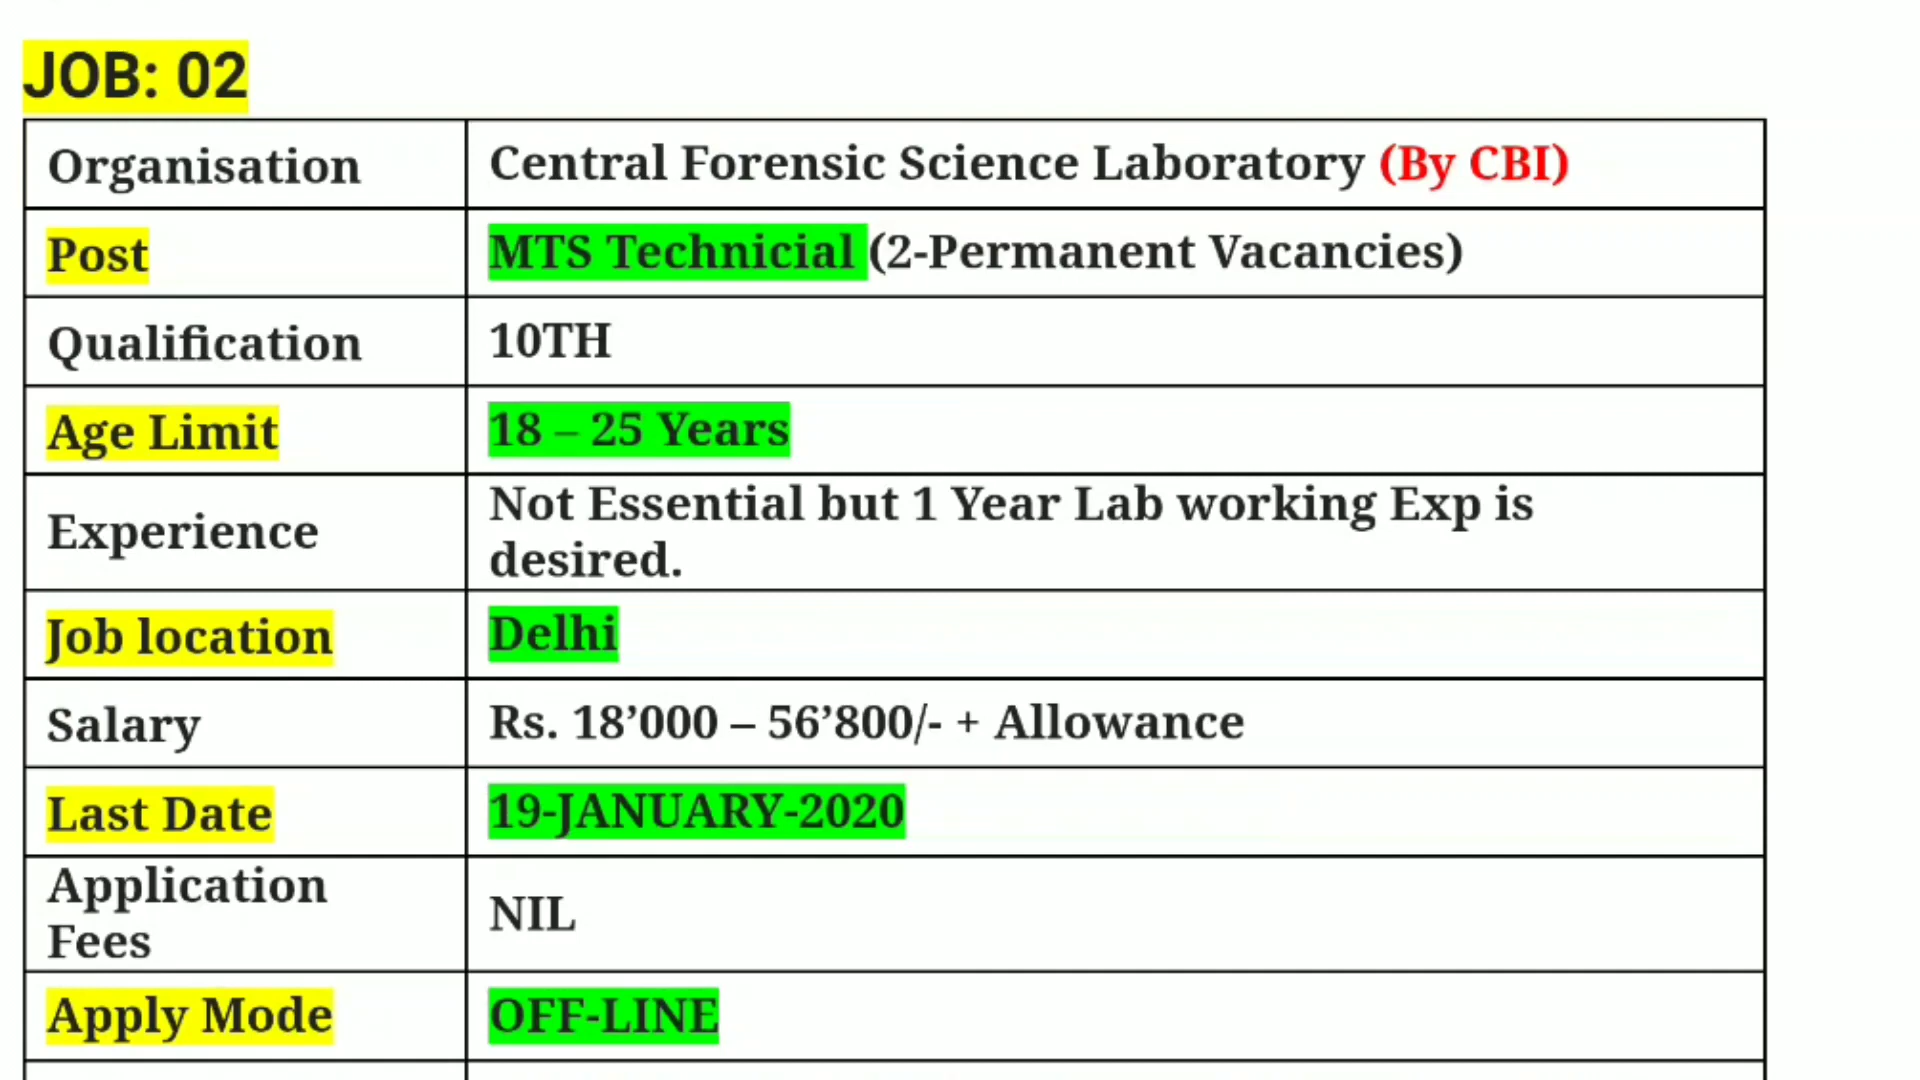 JOB: 02
Organisation
Central Forensic Science Laboratory (By CBI)
Post
MTS Technicial (2-Permanent Vacancies)
Qualification
10TH
Age Limit
18 – 25 Years
Experience
Not Essential but 1 Year Lab working Exp is
desired.
Job location
Delhi
Salary
Rs. 18’000 – 56’800/- + Allowance
Last Date
19-JANUARY-2020
Application
Fees
NIL
Apply Mode
OFF-LINE